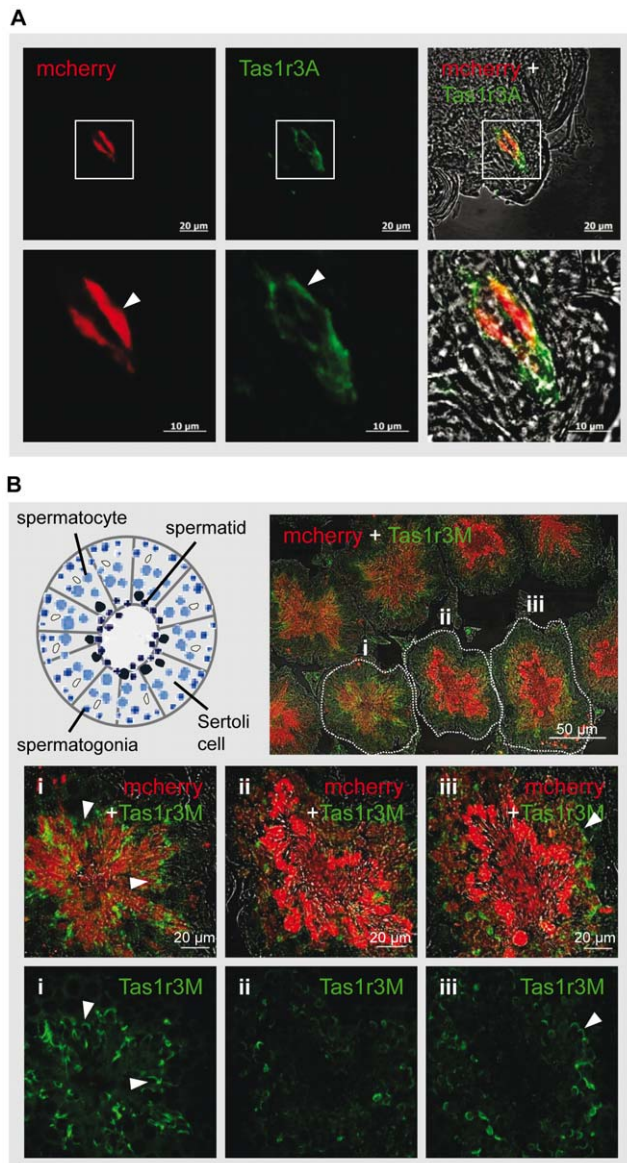 A
mcherry
Tas1r3A
mcherry +
Tas1r3A
20 µm
20 µm
20 µm
10 µm
10 µm
10 µm
B
spermatocyte
spermatid
Sertoli
cell
spermatogonia
mcherry + Tas1r3M
i
ii
iii
50 µm
i
mcherry
+Tas1r3M
20 µm
ii
mcherry
+Tas1r3M
20 µm
iii
mcherry
+Tas1r3M
20 µm
i
Tas1r3M
ii
Tas1r3M
iii
Tas1r3M